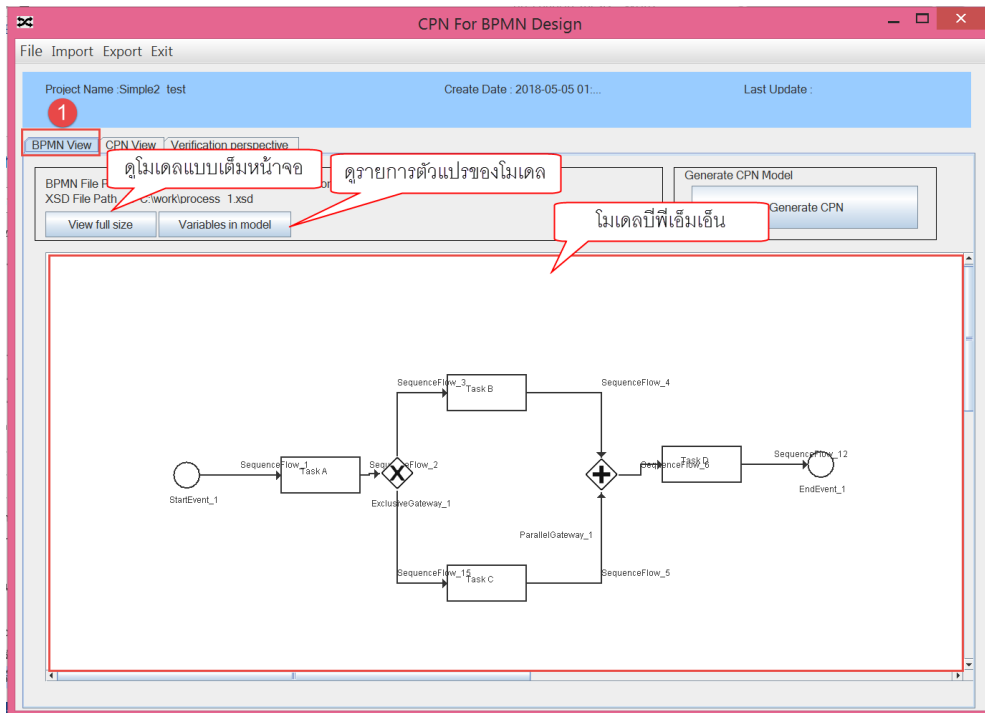 CPN For BPMN Design
File Import Export Exit
Project Name :Simple2 test
Create Date : 2018-05-05 01:...
Last Update :
1
BPMN View
CPN View
Verification perspective
ดูโมเดลแบบเต็มหน้าจอ
ดูรายการตัวแปรของโมเดล
BPMN File
XSD File Path
C:\work\process_1.xsd
View full size
Variables in model
Generate CPN Model
Generate CPN
โมเดลบีพีเอ็มเอ็น
SequenceFlow_3
Task B
SequenceFlow_4
SequenceFlow_1
Task A
SequenceFlow_2
SequenceFlow_6
Task D
SequenceFlow_12
StartEvent_1
ExclusiveGateway_1
EndEvent_1
ParallelGateway_1
SequenceFlow_15
Task C
SequenceFlow_5